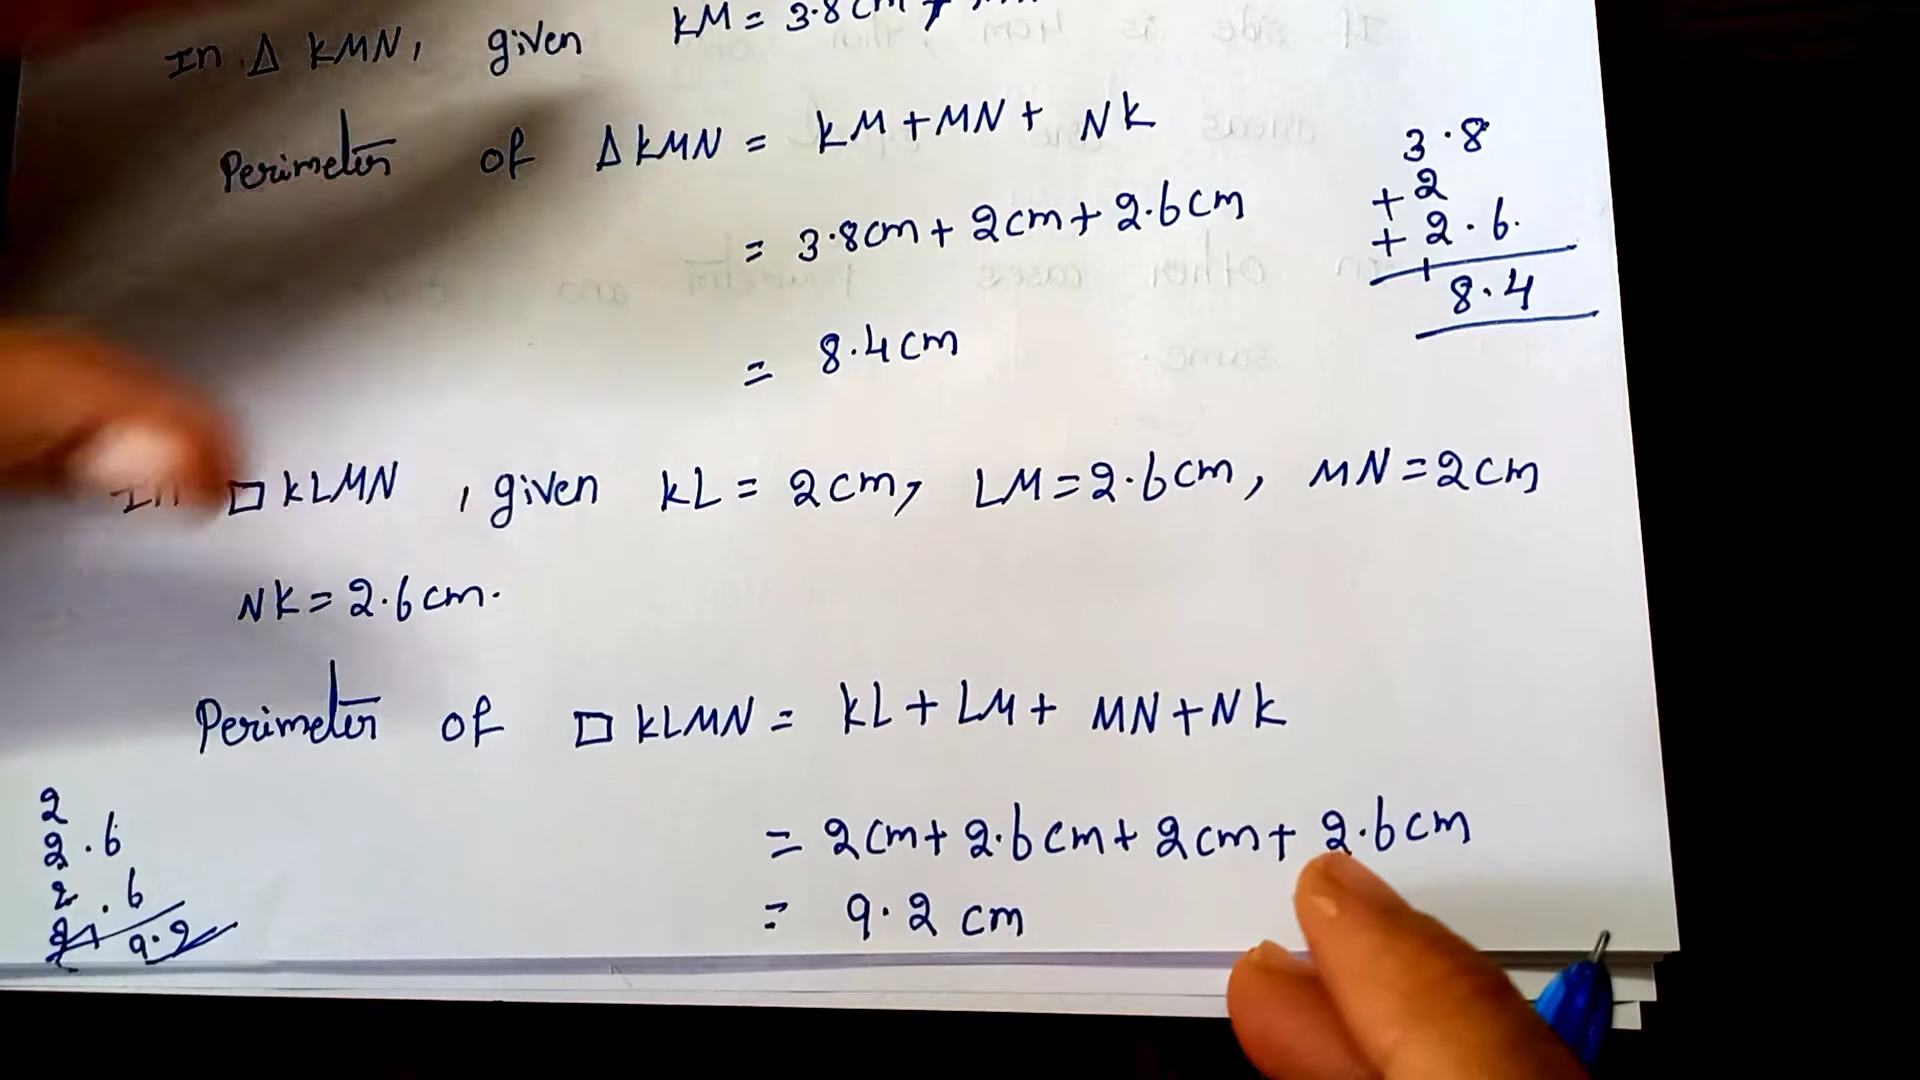 In Δ KMN, given KM = 3.8cm,
Perimeter of Δ KMN = KM + MN + NK
= 3.8cm + 2cm + 2.6cm
= 8.4cm
3.8
+ 2
+ 2.6.
8.4
In □ KLMN, given KL = 2cm, LM = 2.6cm, MN = 2cm
NK = 2.6cm.
Perimeter of □ KLMN = KL + LM + MN + NK
= 2cm + 2.6cm + 2cm + 2.6cm
= 9.2 cm
2
2.6
2.6
9.2